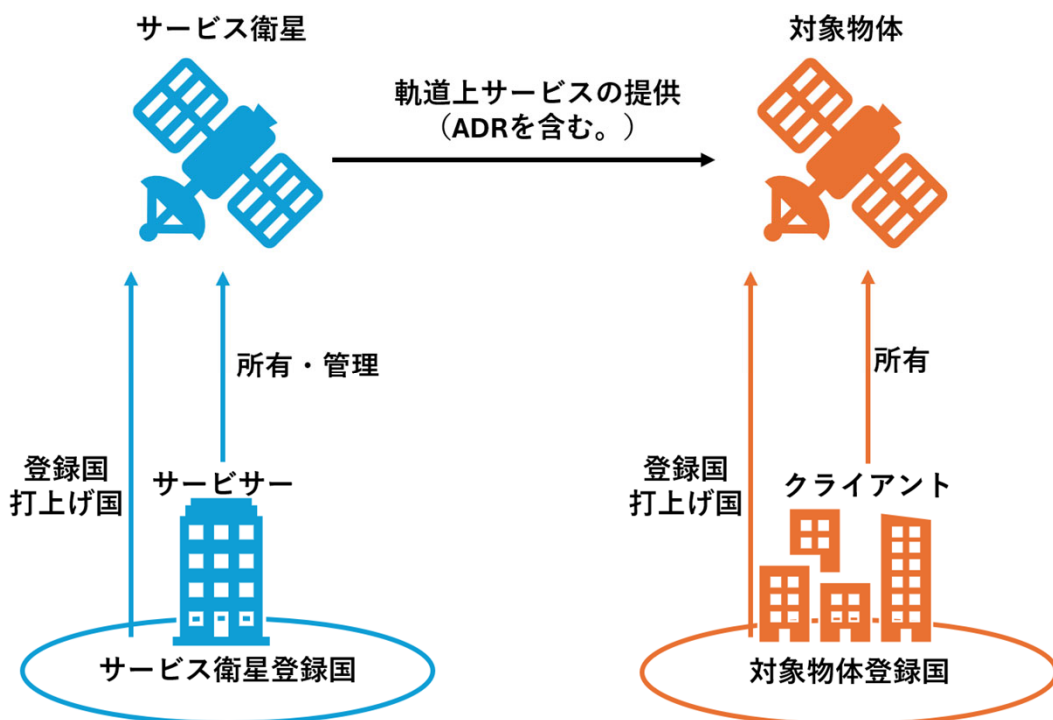 サービス衛星
対象物体
軌道上サービスの提供
（ADRを含む。）
所有・管理
所有
登録国
打上げ国
サービサー
登録国
打上げ国
クライアント
サービス衛星登録国
対象物体登録国